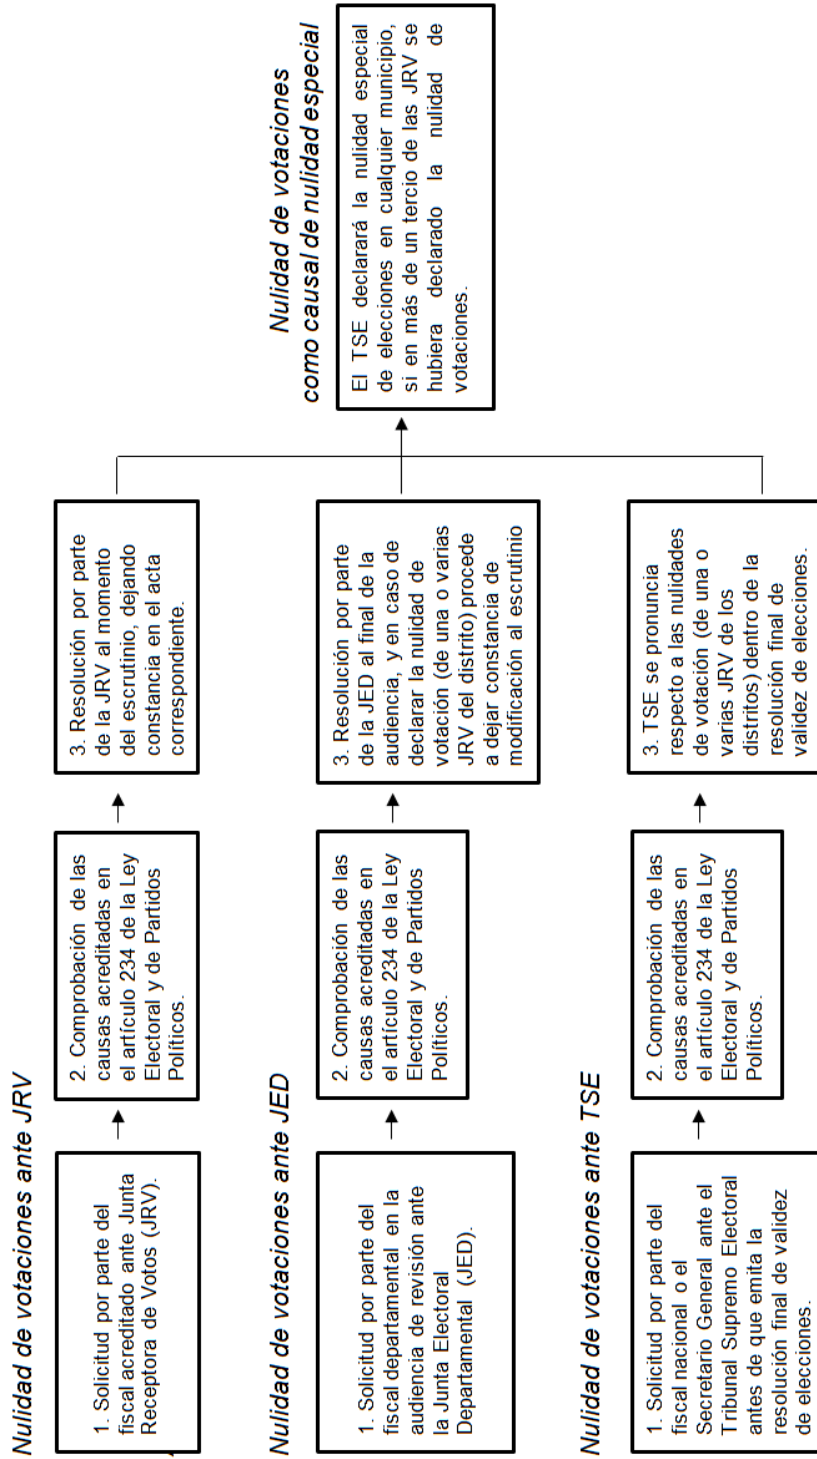 Nulidad de votaciones ante JRV
1. Solicitud por parte del
fiscal acreditado ante Junta
Receptora de Votos (JRV).
2. Comprobación de las
causas acreditadas en
el artículo 234 de la Ley
Electoral y de Partidos
Políticos.
3. Resolución por parte
de la JRV al momento
del escrutinio, dejando
constancia en el acta
correspondiente.
Nulidad de votaciones ante JED
1. Solicitud por parte del
fiscal departamental en la
audiencia de revisión ante
la Junta Electoral
Departamental (JED).
2. Comprobación de las
causas acreditadas en
el artículo 234 de la Ley
Electoral y de Partidos
Políticos.
3. Resolución por parte
de la JED al final de la
audiencia, y en caso de
declarar la nulidad de
votación (de una o varias
JRV del distrito) procede
a dejar constancia de
modificación al escrutinio
Nulidad de votaciones ante TSE
1. Solicitud por parte del
fiscal nacional o el
Secretario General ante el
Tribunal Supremo Electoral
antes de que emita la
resolución final de validez
de elecciones.
2. Comprobación de las
causas acreditadas en
el artículo 234 de la Ley
Electoral y de Partidos
Políticos.
3. TSE se pronuncia
respecto a las nulidades
de votación (de una o
varias JRV de los
distritos) dentro de la
resolución final de
validez de elecciones.
Nulidad de votaciones
como causal de nulidad especial
El TSE declarará la nulidad especial
de elecciones en cualquier municipio,
si en más de un tercio de las JRV se
hubiera declarado la nulidad de
votaciones.